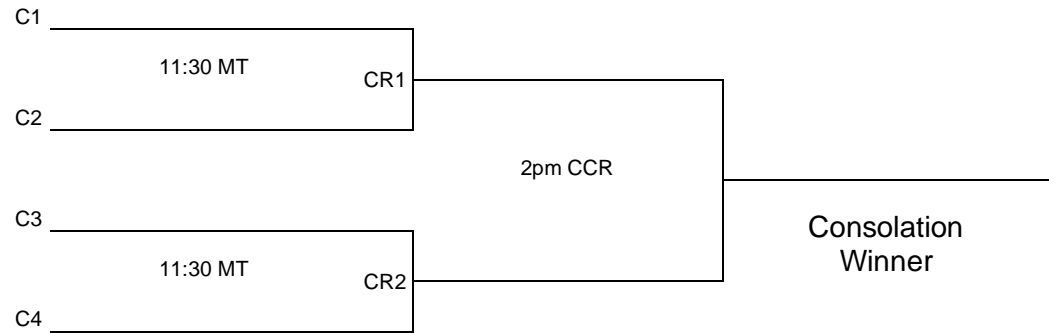 C1
11:30 MT
CR1
C2
2pm CCR
C3
Consolation
Winner
11:30 MT
CR2
C4